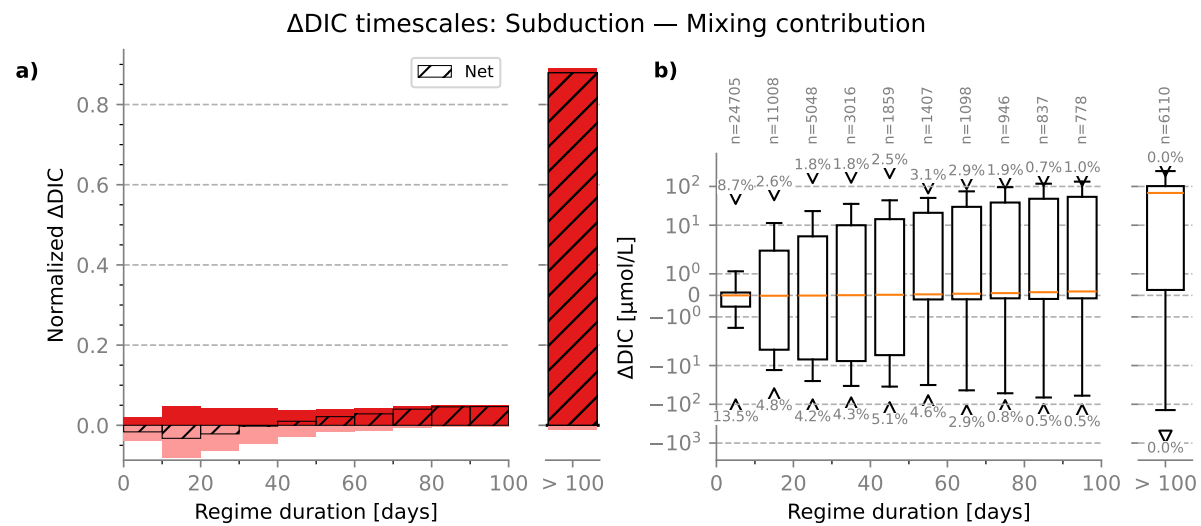 ΔDIC timescales: Subduction — Mixing contribution
a)
Net
Normalized ΔDIC
0.8
0.6
0.4
0.2
0.0
0 20 40 60 80 100 > 100
Regime duration [days]
b)
n=24705 n=11008 n=5048 n=3016 n=1859 n=1407 n=1098 n=946 n=837 n=778 n=6110
8.7% 2.6% 1.8% 1.8% 2.5% 3.1% 2.9% 1.9% 0.7% 1.0% 0.0%
ΔDIC [μmol/L]
10²
10¹
10⁰
0
−10⁰
−10¹
−10²
−10³
13.5% 4.8% 4.2% 4.3% 5.1% 4.6% 2.9% 0.8% 0.5% 0.5% 0.0%
0 20 40 60 80 100 > 100
Regime duration [days]